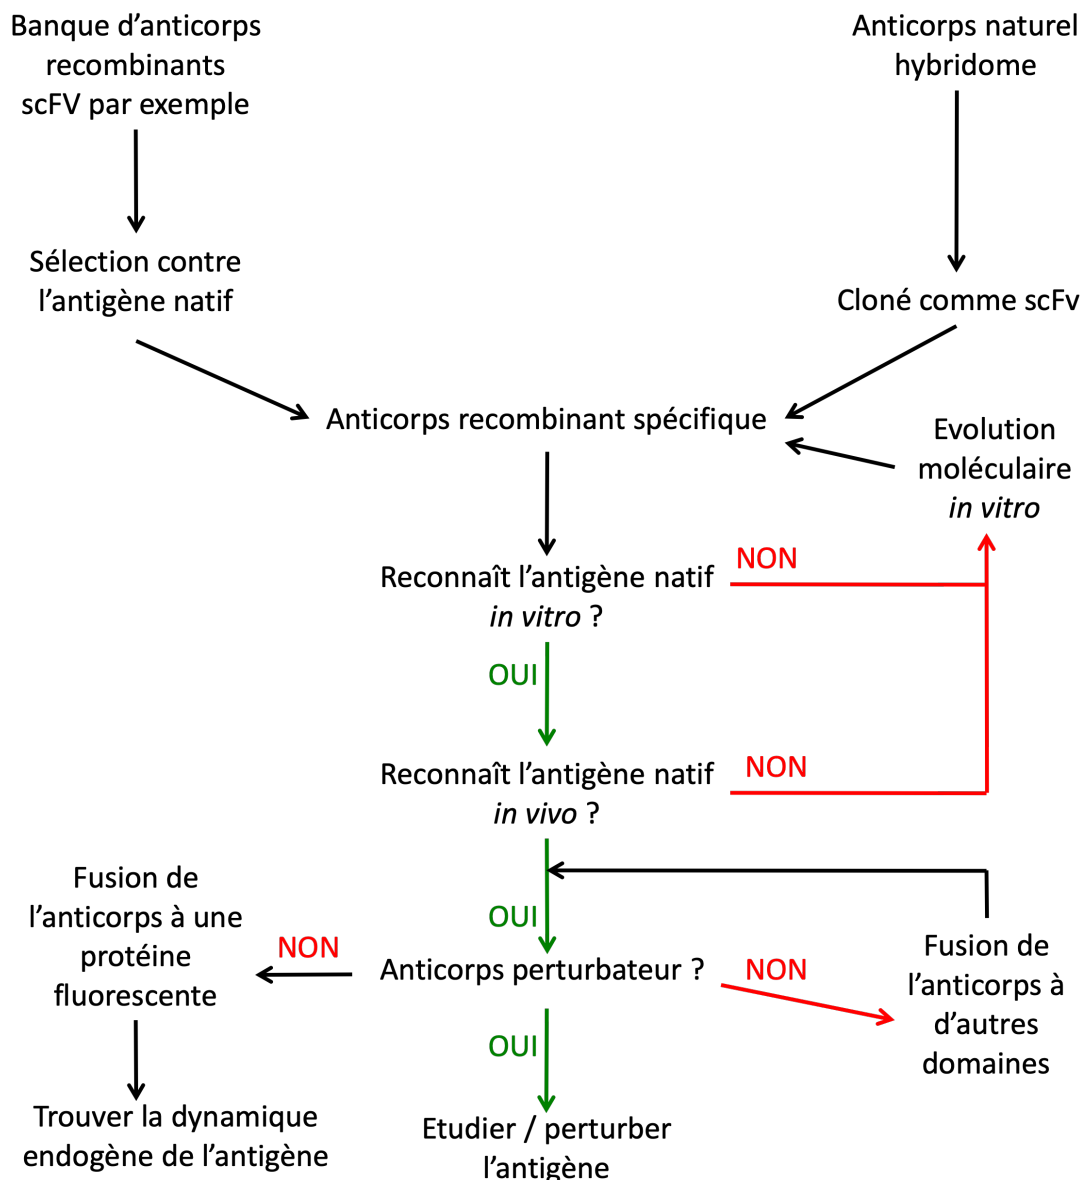 Banque d'anticorps
recombinants
scFV par exemple
Anticorps naturel
hybridome
Sélection contre
l'antigène natif
Cloné comme scFv
Anticorps recombinant spécifique
Evolution
moléculaire
in vitro
Reconnaît l'antigène natif
in vitro ?
NON
OUI
Reconnaît l'antigène natif
in vivo ?
NON
OUI
Fusion de
l'anticorps à une
protéine
fluorescente
NON
Anticorps perturbateur ?
NON
Fusion de
l'anticorps à
d'autres
domaines
OUI
Trouver la dynamique
endogène de l'antigène
Etudier / perturber
l'antigène